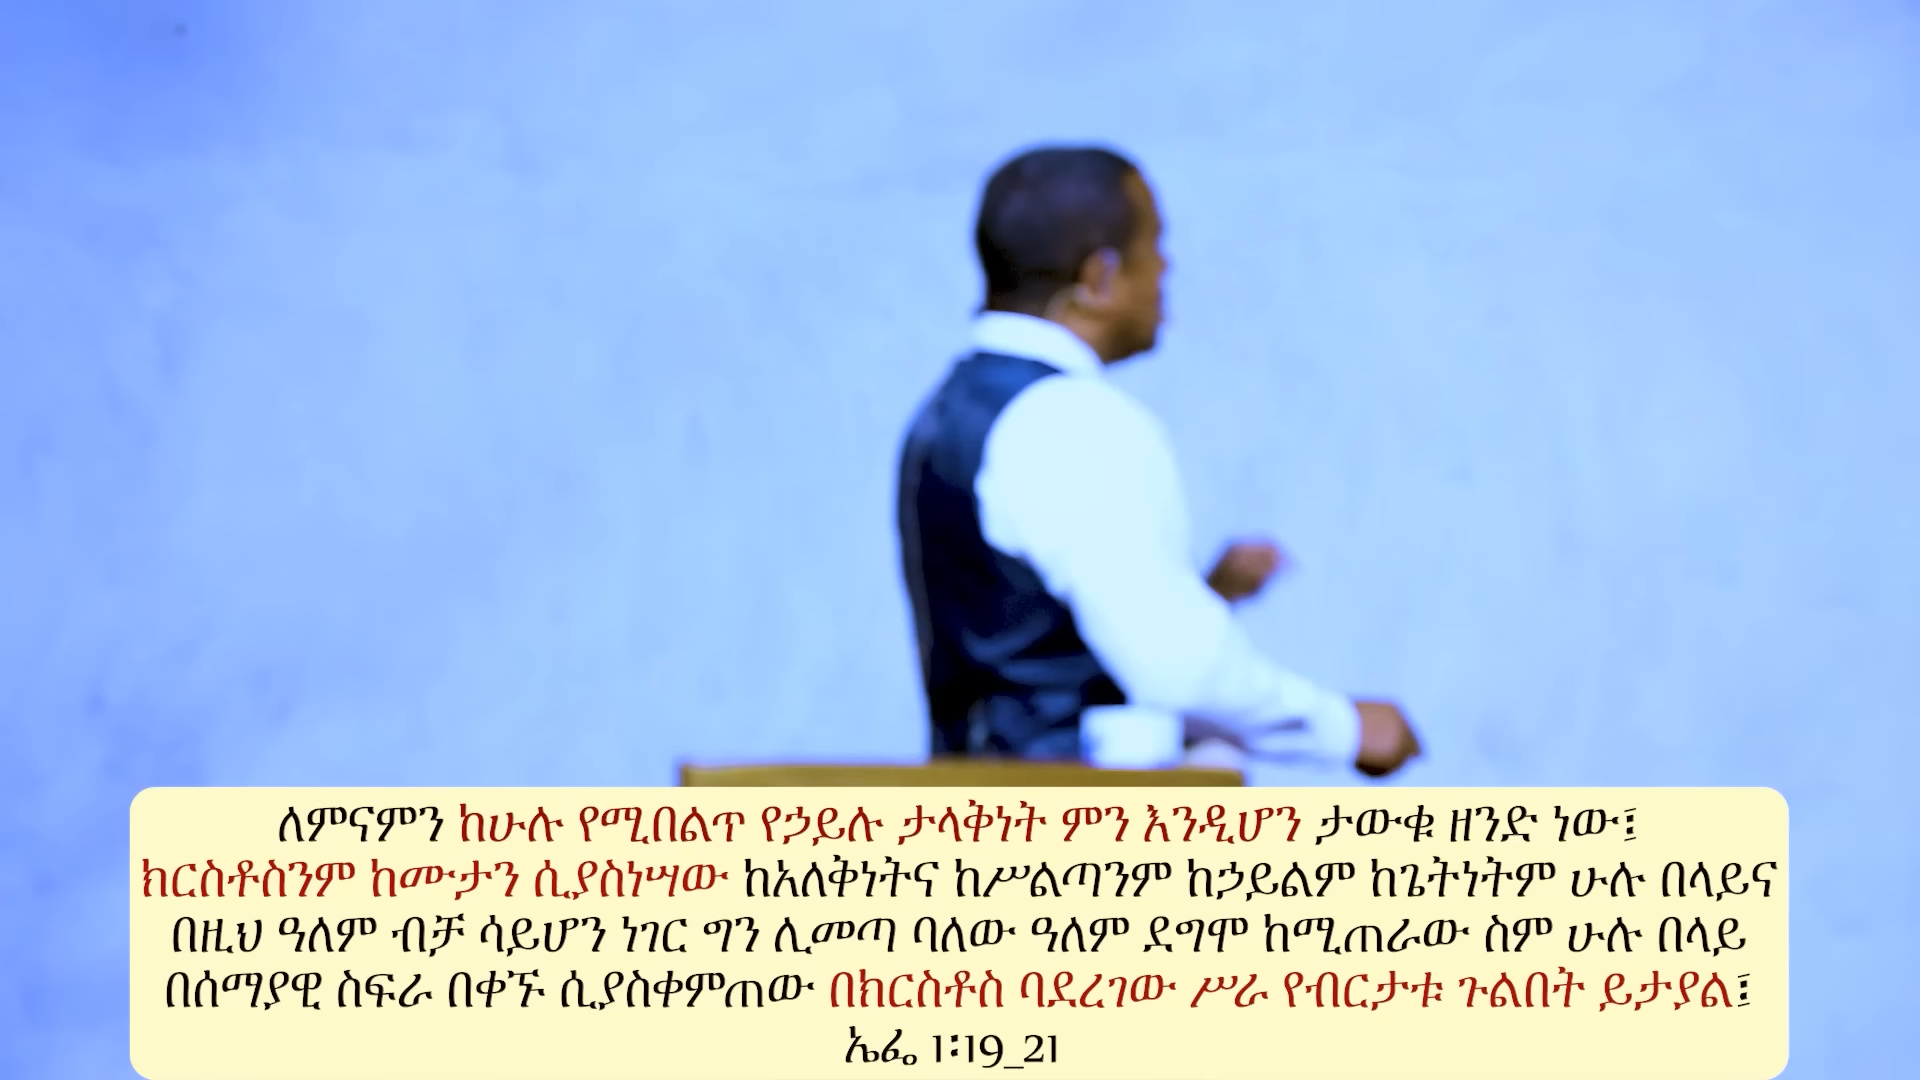 ለምናምን ከሁሉ የሚበልጥ የኃይሉ ታላቅነት ምን እንዲሆን ታውቁ ዘንድ ነው፤
ክርስቶስንም ከሙታን ሲያስነሣው ከአለቅነትና ከሥልጣንም ከኃይልም ከጌትነትም ሁሉ በላይና
በዚህ ዓለም ብቻ ሳይሆን ነገር ግን ሊመጣ ባለው ዓለም ደግሞ ከሚጠራው ስም ሁሉ በላይ
በሰማያዊ ስፍራ በቀኙ ሲያስቀምጠው በክርስቶስ ባደረገው ሥራ የብርታቱ ጉልበት ይታያል፤
ኤፌ 1፡19_21